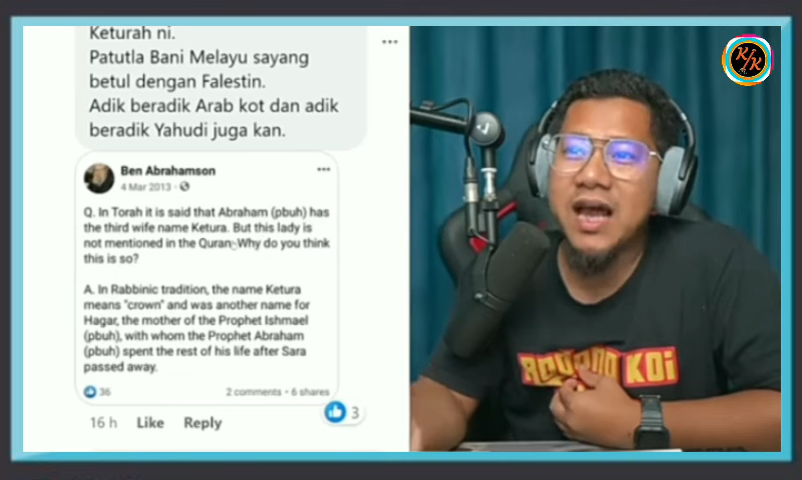 Keturah ni.
Patutla Bani Melayu sayang
betul dengan Falestin.
Adik beradik Arab kot dan adik
beradik Yahudi juga kan.
Ben Abrahamson
4 Mar 2013
Q. In Torah it is said that Abraham (pbuh) has
the third wife name Ketura. But this lady is
not mentioned in the Quran. Why do you think
this is so?
A. In Rabbinic tradition, the name Ketura
means "crown" and was another name for
Hagar, the mother of the Prophet Ishmael
(pbuh), with whom the Prophet Abraham
(pbuh) spent the rest of his life after Sara
passed away.
36
2 comments • 6 shares
3
16 h Like Reply
KOi